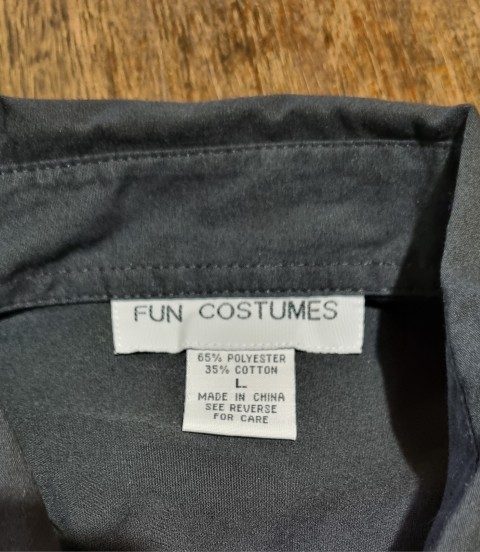 FUN COSTUMES
65% POLYESTER
35% COTTON
L
MADE IN CHINA
SEE REVERSE
FOR CARE